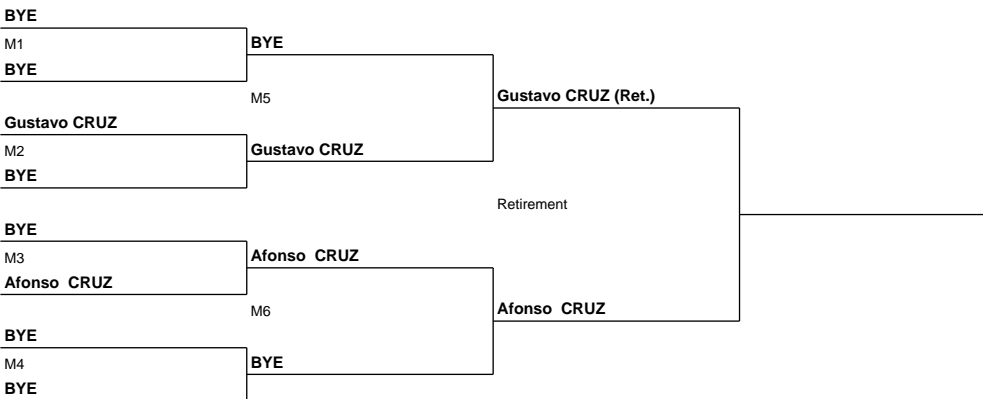 BYE
M1
BYE
BYE
M5
Gustavo CRUZ (Ret.)
Gustavo CRUZ
M2
Gustavo CRUZ
BYE
Retirement
BYE
M3
Afonso CRUZ
Afonso CRUZ
M6
Afonso CRUZ
BYE
M4
BYE
BYE